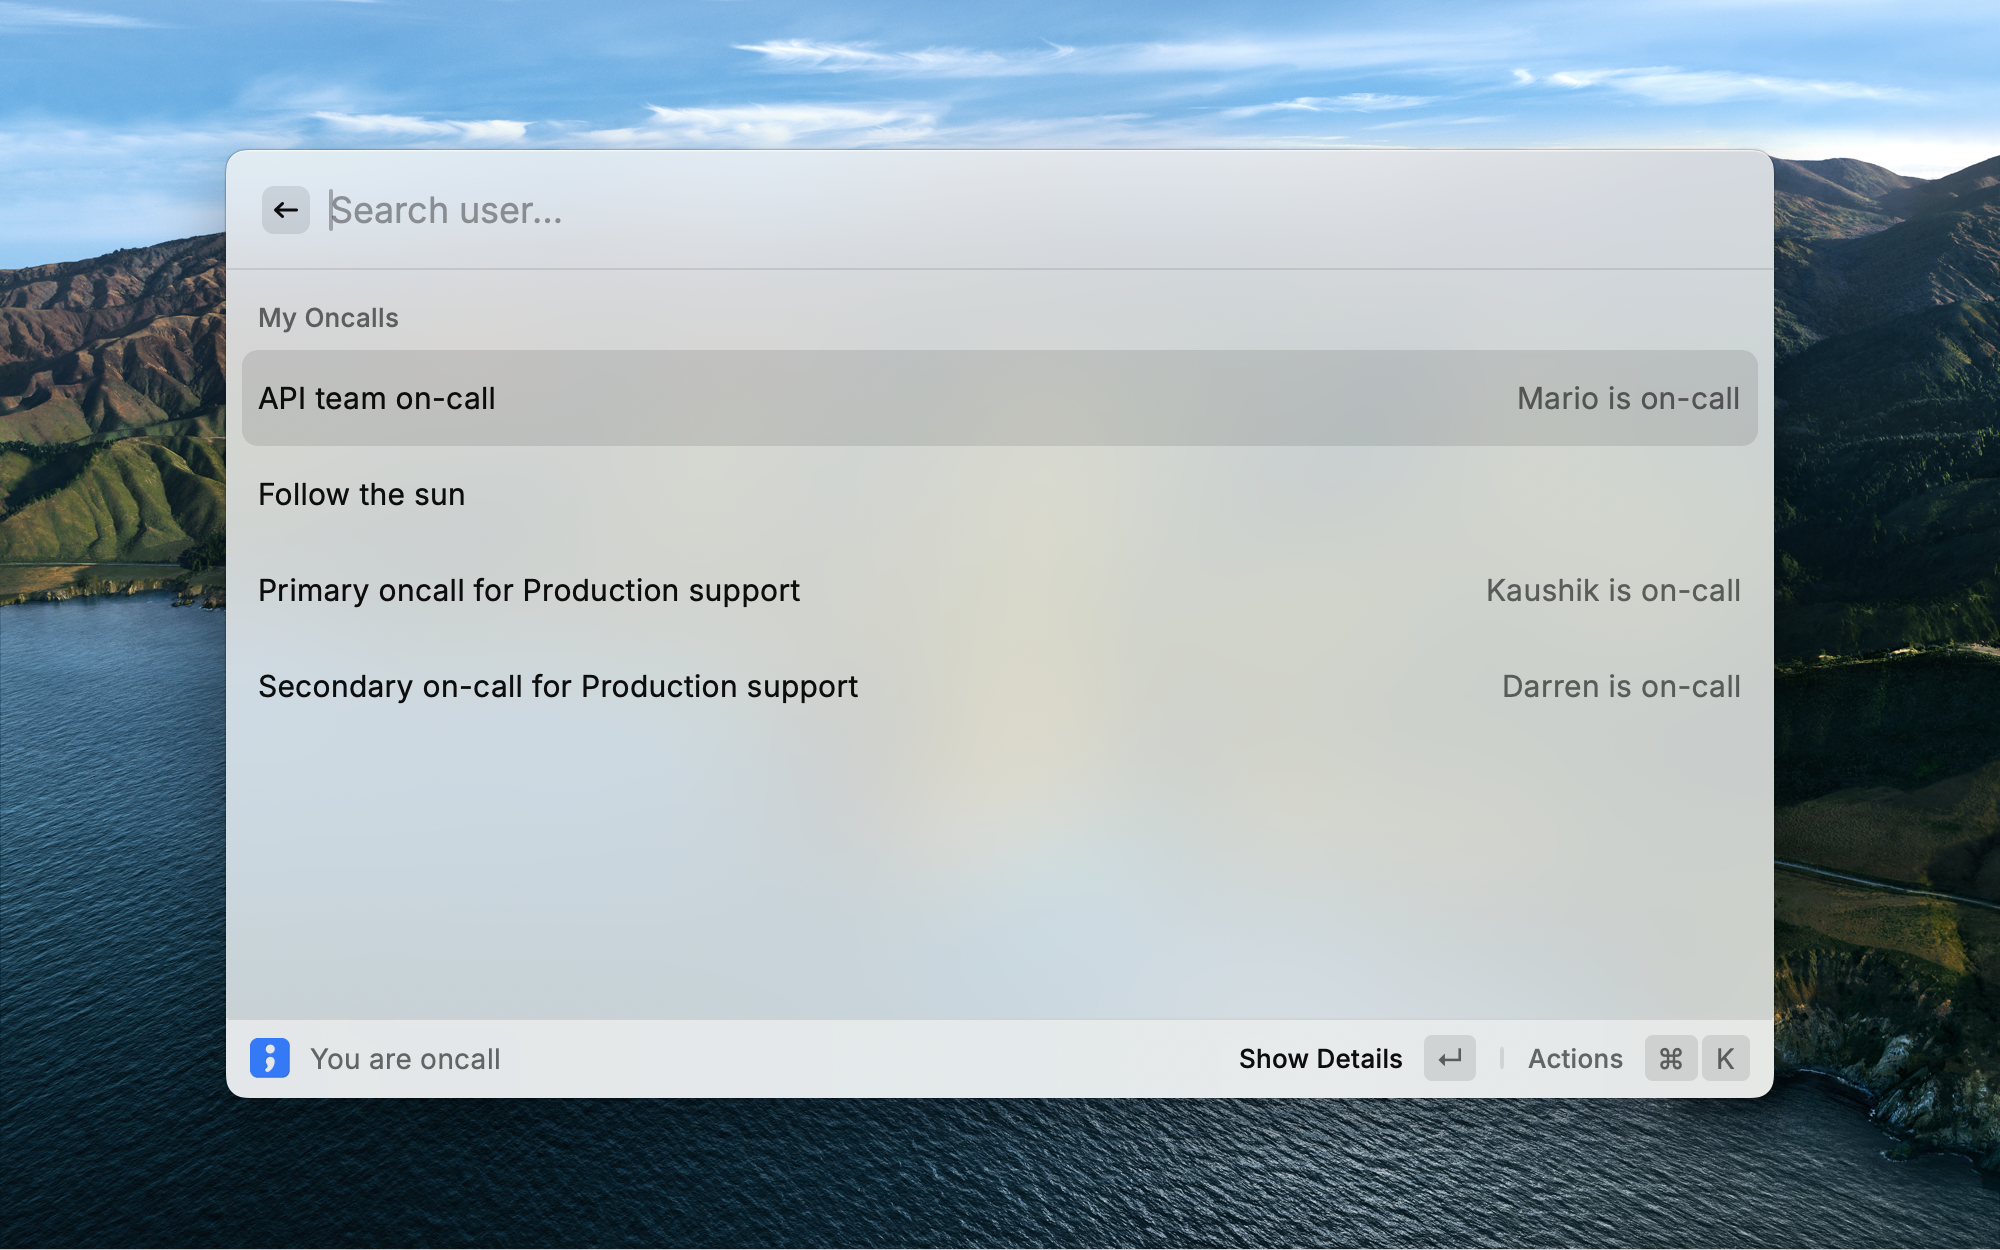 Search user...
My Oncalls
API team on-call Mario is on-call
Follow the sun
Primary oncall for Production support Kaushik is on-call
Secondary on-call for Production support Darren is on-call
You are oncall Show Details ↵ Actions ⌘ K